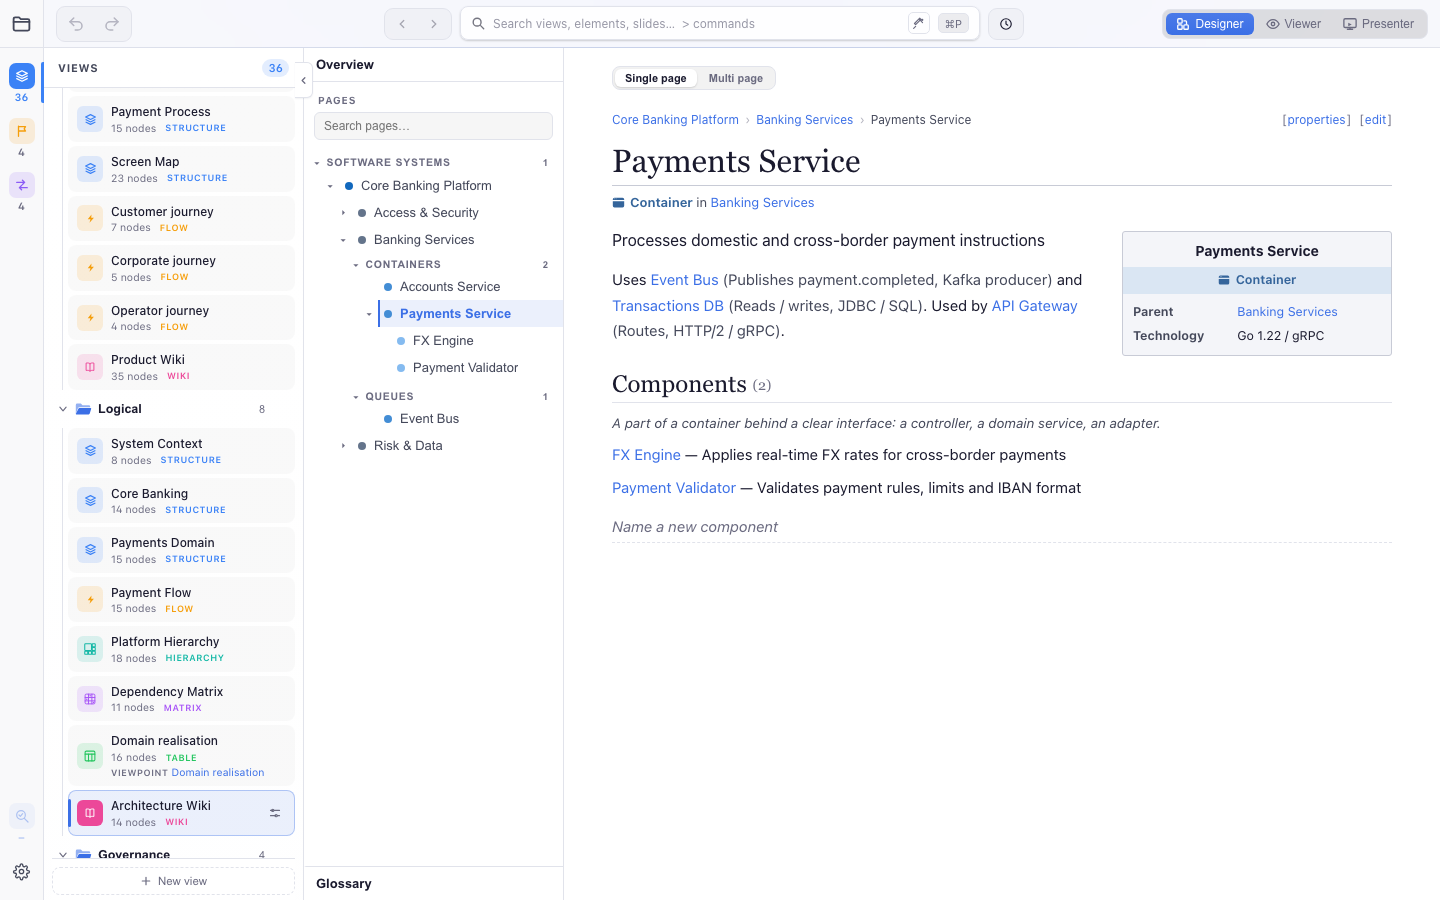 Search views, elements, slides... > commands
⌘P
Designer
Viewer
Presenter
36
4
4
VIEWS
36
Payment Process
15 nodes STRUCTURE
Screen Map
23 nodes STRUCTURE
Customer journey
7 nodes FLOW
Corporate journey
5 nodes FLOW
Operator journey
4 nodes FLOW
Product Wiki
35 nodes WIKI
Logical 8
System Context
8 nodes STRUCTURE
Core Banking
14 nodes STRUCTURE
Payments Domain
15 nodes STRUCTURE
Payment Flow
15 nodes FLOW
Platform Hierarchy
18 nodes HIERARCHY
Dependency Matrix
11 nodes MATRIX
Domain realisation
16 nodes TABLE
VIEWPOINT Domain realisation
Architecture Wiki
14 nodes WIKI
Governance 4
New view
Overview
PAGES
Search pages...
SOFTWARE SYSTEMS 1
Core Banking Platform
Access & Security
Banking Services
CONTAINERS 2
Accounts Service
Payments Service
FX Engine
Payment Validator
QUEUES 1
Event Bus
Risk & Data
Glossary
Single page
Multi page
Core Banking Platform › Banking Services › Payments Service
[properties] [edit]
Payments Service
Container in Banking Services
Processes domestic and cross-border payment instructions
Uses Event Bus (Publishes payment.completed, Kafka producer) and
Transactions DB (Reads / writes, JDBC / SQL). Used by API Gateway
(Routes, HTTP/2 / gRPC).
Payments Service
Container
Parent Banking Services
Technology Go 1.22 / gRPC
Components (2)
A part of a container behind a clear interface: a controller, a domain service, an adapter.
FX Engine — Applies real-time FX rates for cross-border payments
Payment Validator — Validates payment rules, limits and IBAN format
Name a new component